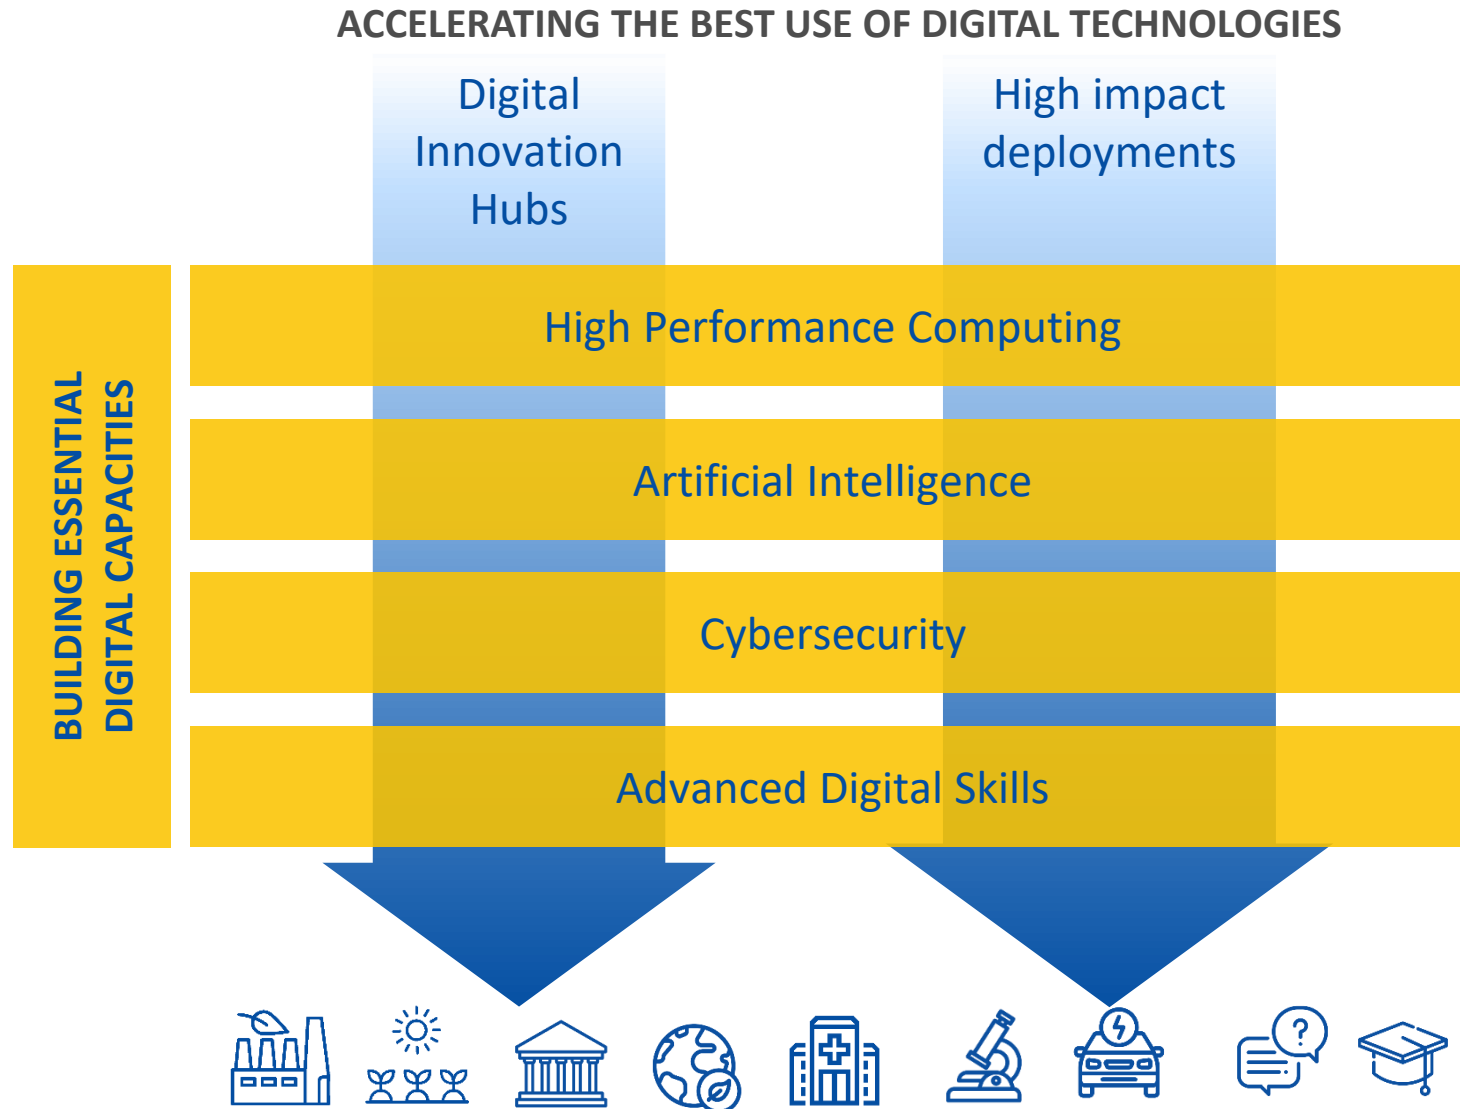 ACCELERATING THE BEST USE OF DIGITAL TECHNOLOGIES
Digital
Innovation
Hubs
High impact
deployments
BUILDING ESSENTIAL
DIGITAL CAPACITIES
High Performance Computing
Artificial Intelligence
Cybersecurity
Advanced Digital Skills
?